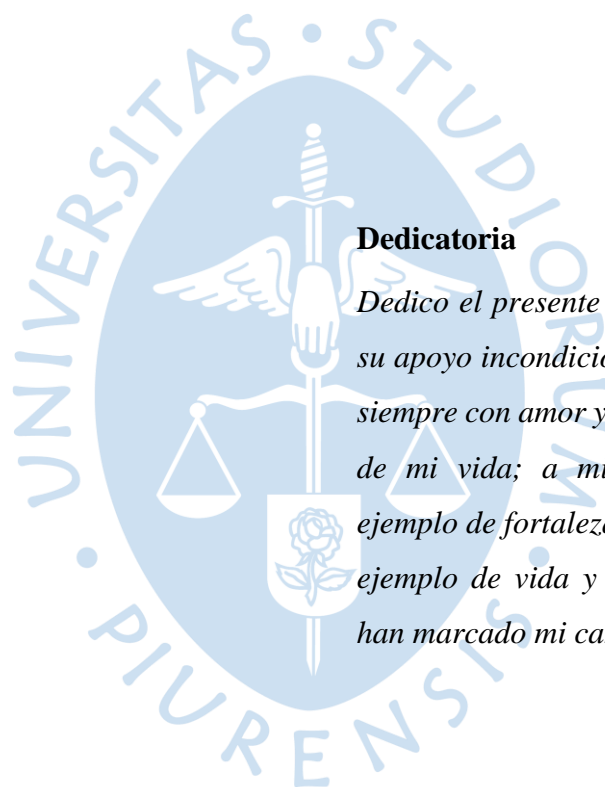 UNIVERSITAS STUDIORUM PIURENSIS
Dedicatoria
Dedico el presente
su apoyo incondicio
siempre con amor y
de mi vida; a mi
ejemplo de fortalez
ejemplo de vida y
han marcado mi ca